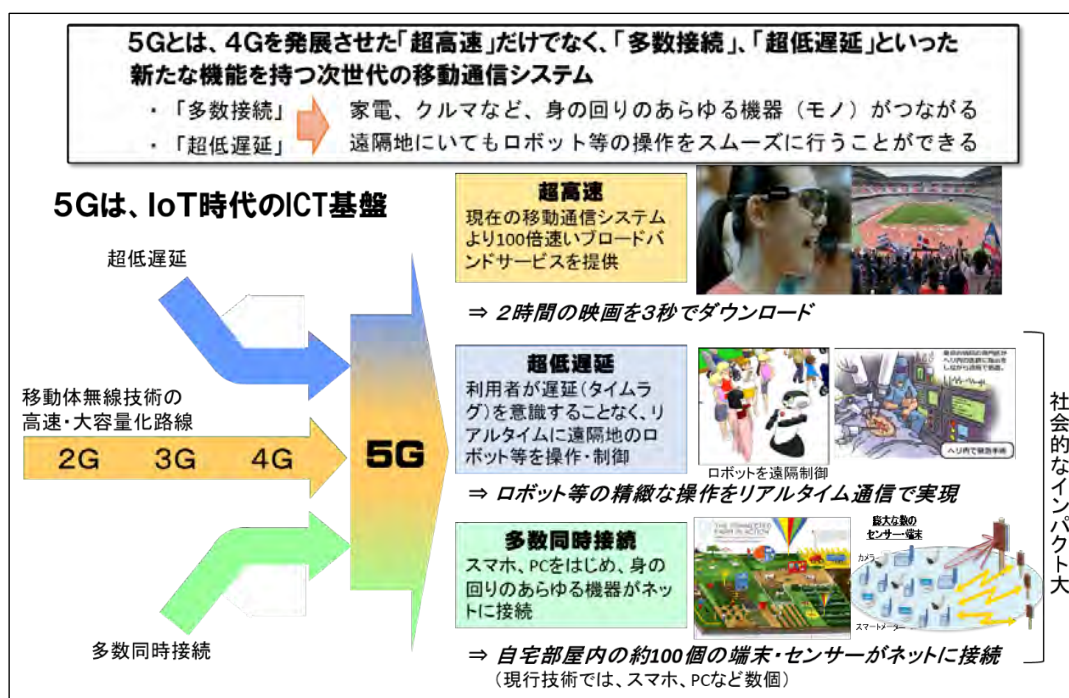 5Gとは、4Gを発展させた「超高速」だけでなく、「多数接続」、「超低遅延」といった
新たな機能を持つ次世代の移動通信システム
・「多数接続」 家電、クルマなど、身の回りのあらゆる機器（モノ）がつながる
・「超低遅延」 遠隔地にいてもロボット等の操作をスムーズに行うことができる
5Gは、IoT時代のICT基盤
超低遅延
移動体無線技術の
高速・大容量化路線
2G 3G 4G
5G
多数同時接続
超高速
現在の移動通信システム
より100倍速いブロードバ
ンドサービスを提供
⇒ 2時間の映画を3秒でダウンロード
超低遅延
利用者が遅延(タイムラ
グ)を意識することなく、リ
アルタイムに遠隔地のロ
ボット等を操作・制御
ロボットを遠隔制御
ヘリ内で緊急手術
⇒ ロボット等の精緻な操作をリアルタイム通信で実現
多数同時接続
スマホ、PCをはじめ、身の
回りのあらゆる機器がネッ
トに接続
THE CONNECTED
FARM IN ACTION
膨大な数の
センサー・端末
カメラ
スマートメーター
⇒ 自宅部屋内の約100個の端末・センサーがネットに接続
（現行技術では、スマホ、PCなど数個）
社会的なインパクト大